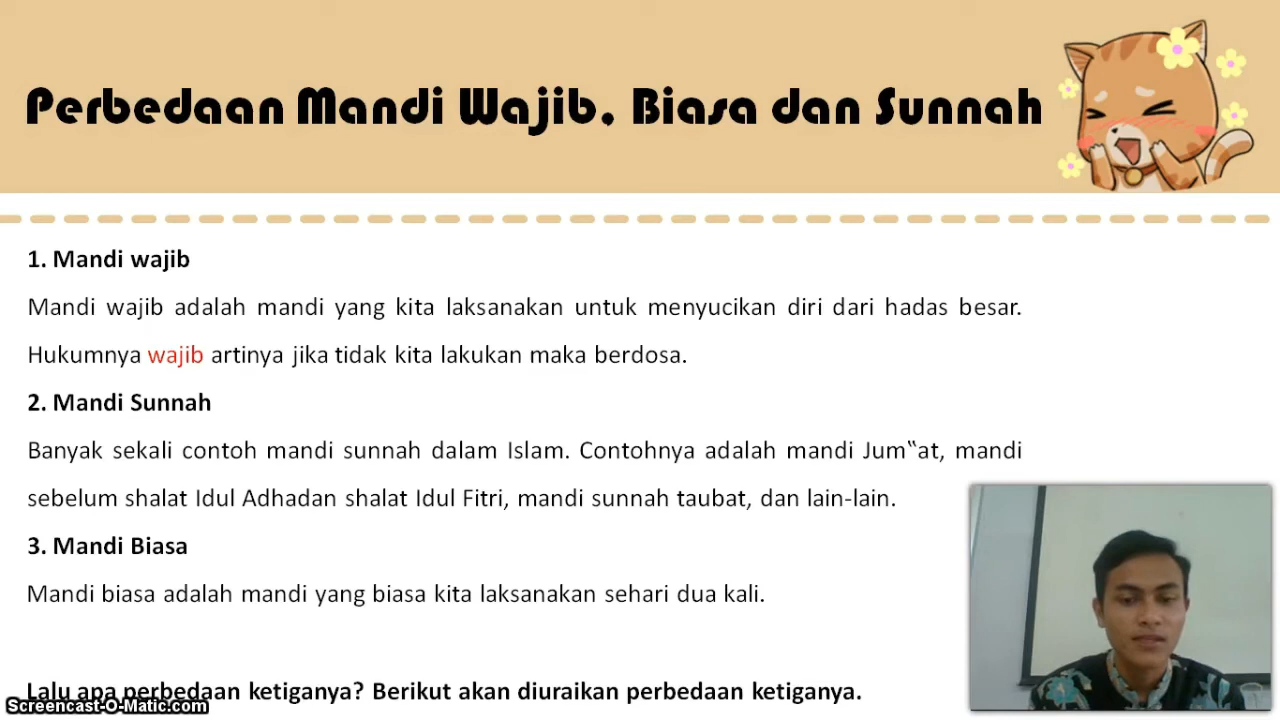 Perbedaan Mandi Wajib, Biasa dan Sunnah
1. Mandi wajib
Mandi wajib adalah mandi yang kita laksanakan untuk menyucikan diri dari hadas besar.
Hukumnya wajib artinya jika tidak kita lakukan maka berdosa.
2. Mandi Sunnah
Banyak sekali contoh mandi sunnah dalam Islam. Contohnya adalah mandi Jum‟at, mandi
sebelum shalat Idul Adhadan shalat Idul Fitri, mandi sunnah taubat, dan lain-lain.
3. Mandi Biasa
Mandi biasa adalah mandi yang biasa kita laksanakan sehari dua kali.
Lalu apa perbedaan ketiganya? Berikut akan diuraikan perbedaan ketiganya.
Screencast-O-Matic.com